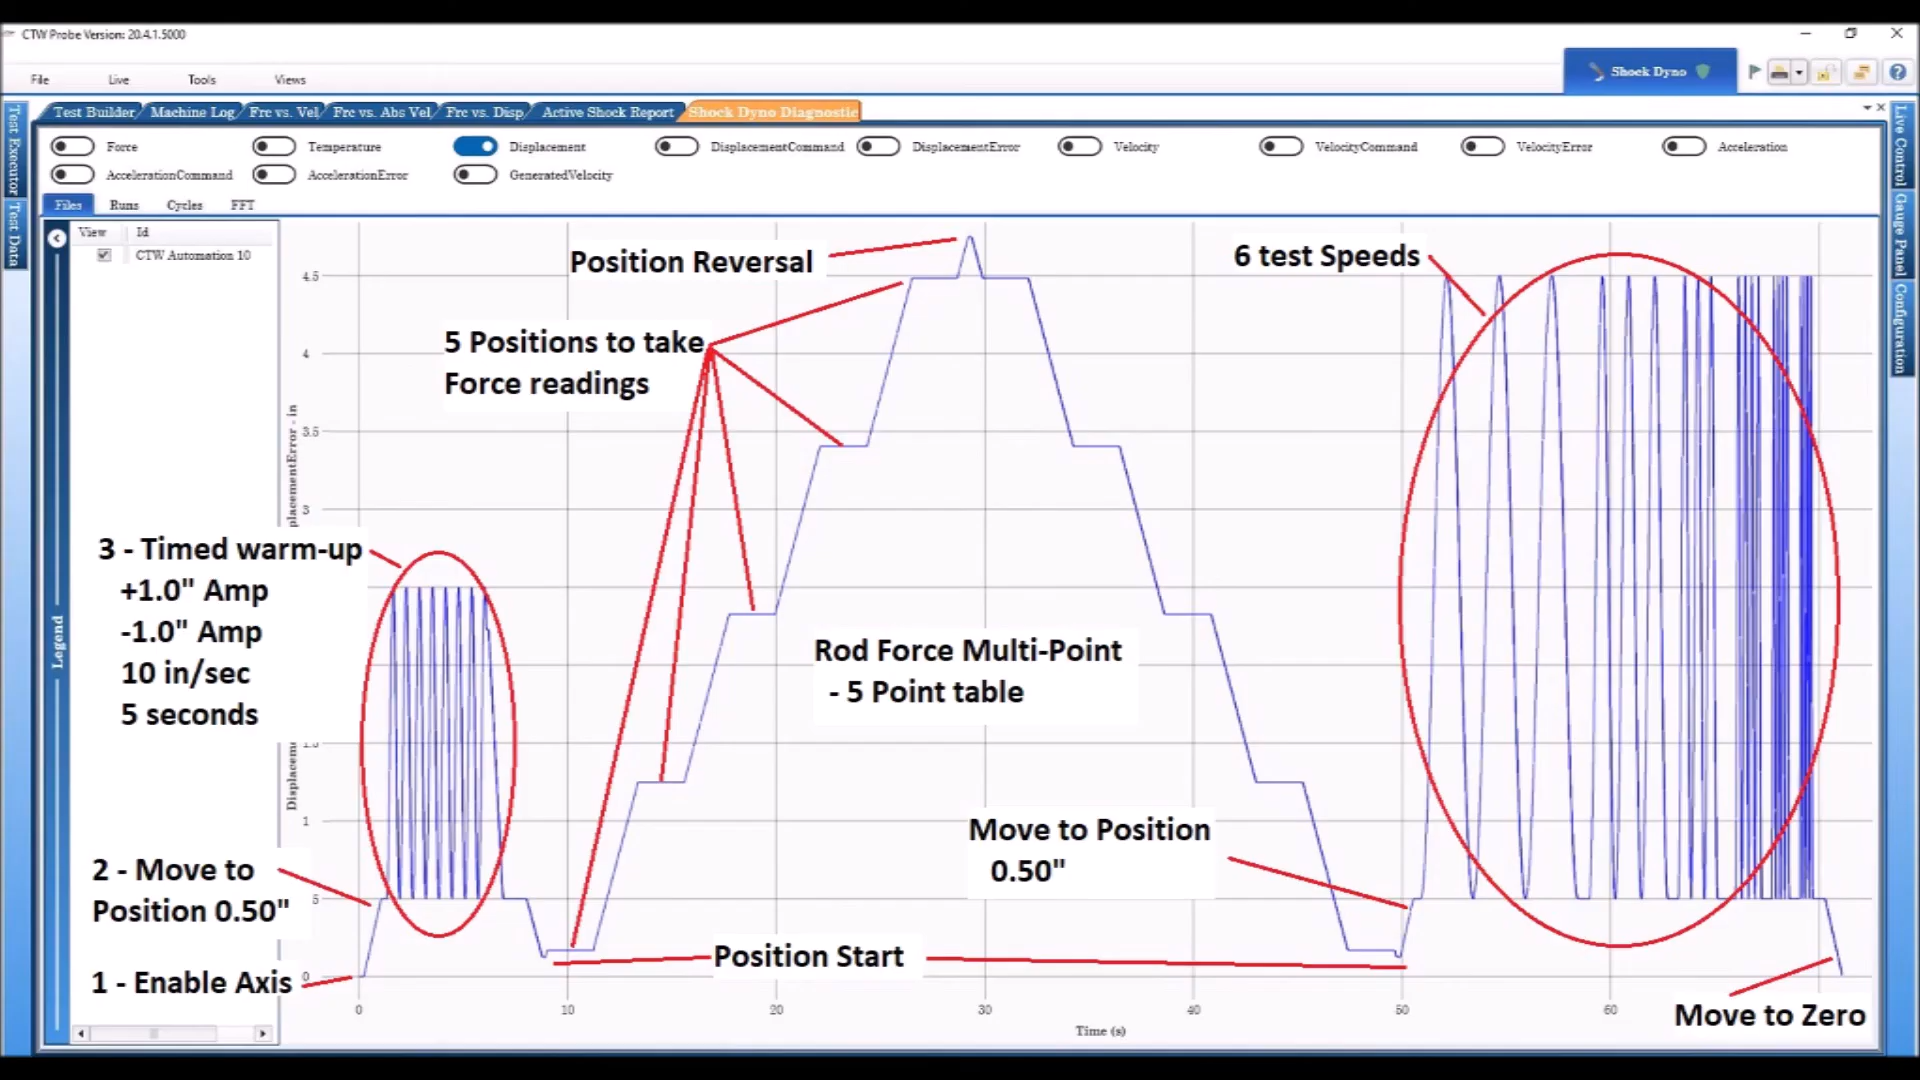 CTW Probe Version: 20.4.1.5000
File Live Tools Views
Shock Dyno
Test Builder Machine Log Frc vs. Vel Frc vs. Abs Vel Frc vs. Disp Active Shock Report Shock Dyno Diagnostic
Force Temperature Displacement DisplacementCommand DisplacementError Velocity VelocityCommand VelocityError Acceleration
AccelerationCommand AccelerationError GeneratedVelocity
Files Runs Cycles FFT
View Id
CTW Automation 10
Test Executor
Test Data
Live Control
Gauge Panel
Configuration
Legend
Position Reversal
6 test Speeds
5 Positions to take
Force readings
3 - Timed warm-up
+1.0" Amp
-1.0" Amp
10 in/sec
5 seconds
Rod Force Multi-Point
- 5 Point table
Move to Position
0.50"
2 - Move to
Position 0.50"
Position Start
1 - Enable Axis
Move to Zero
4.5
4
3.5
3
1
0
0 10 20 30 40 50 60
Time (s)